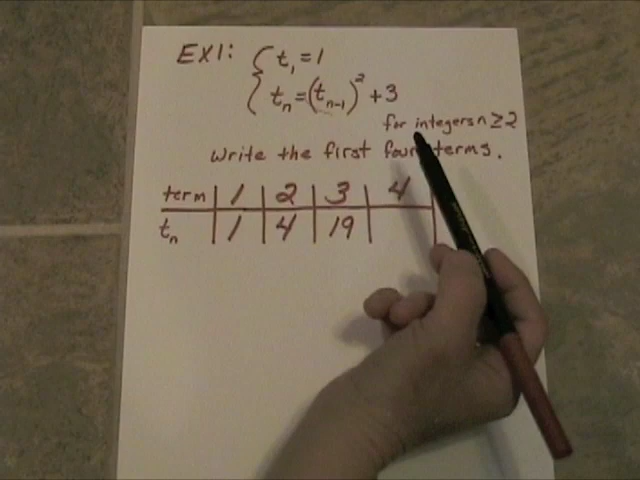 EX1: { t₁ = 1
tₙ = (tₙ₋₁)² + 3
for integers n ≥ 2
Write the first four terms.
term | 1 | 2 | 3 | 4
tₙ | 1 | 4 | 19 |